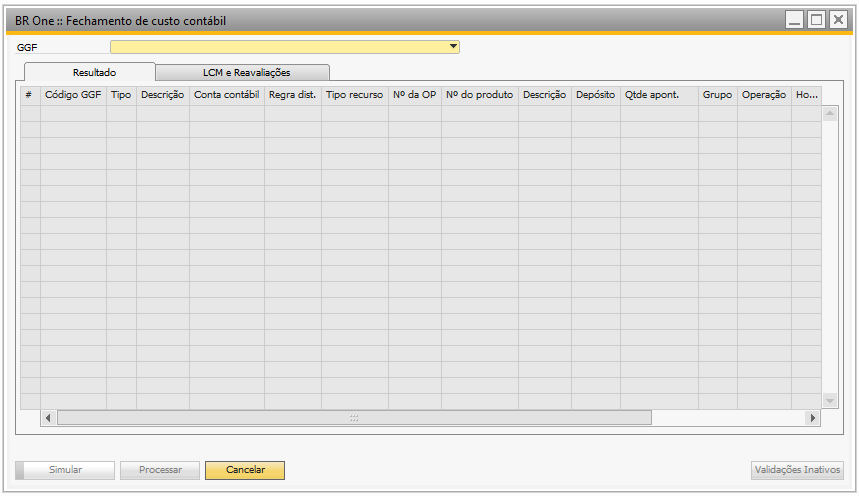 BR One :: Fechamento de custo contábil
GGF
Resultado LCM e Reavaliações
# Código GGF Tipo Descrição Conta contábil Regra dist. Tipo recurso Nº da OP Nº do produto Descrição Depósito Qtde apont. Grupo Operação Ho...
Simular Processar Cancelar Validações Inativos